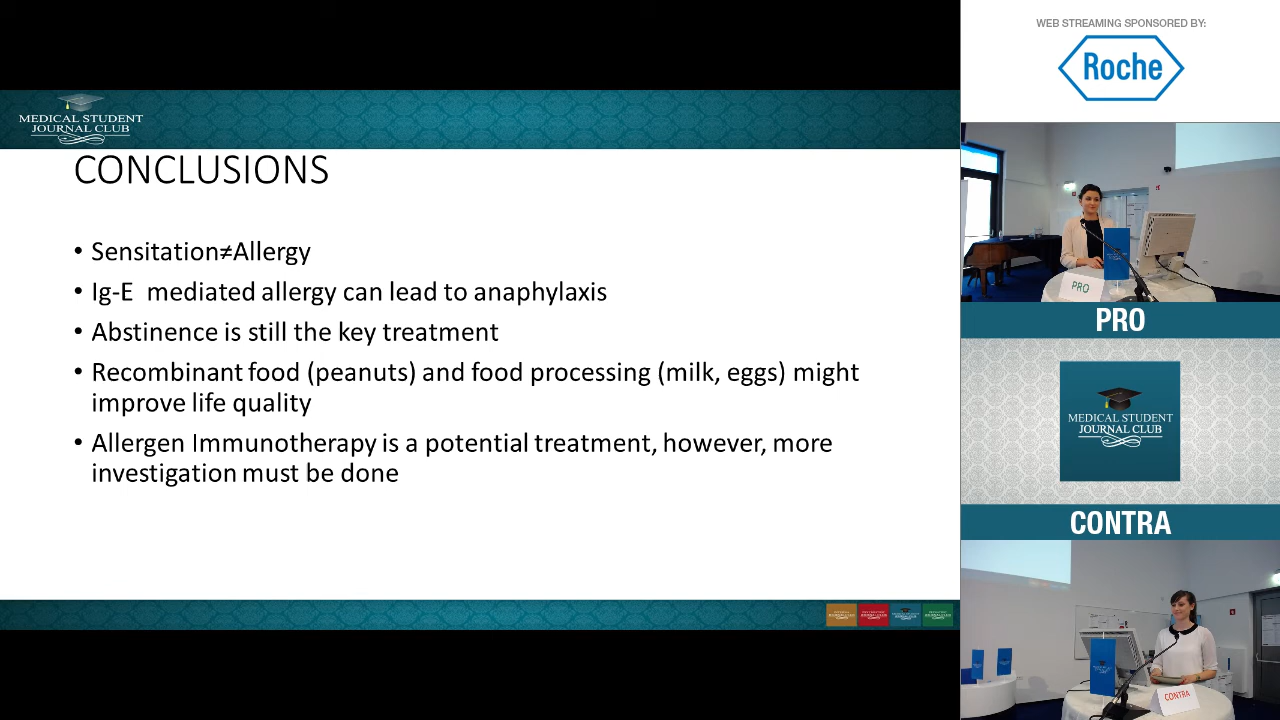 MEDICAL STUDENT
JOURNAL CLUB
CONCLUSIONS
• Sensitation≠Allergy
• Ig-E mediated allergy can lead to anaphylaxis
• Abstinence is still the key treatment
• Recombinant food (peanuts) and food processing (milk, eggs) might
improve life quality
• Allergen Immunotherapy is a potential treatment, however, more
investigation must be done
WEB STREAMING SPONSORED BY:
Roche
PRO
PRO
MEDICAL STUDENT
JOURNAL CLUB
CONTRA
CONTRA